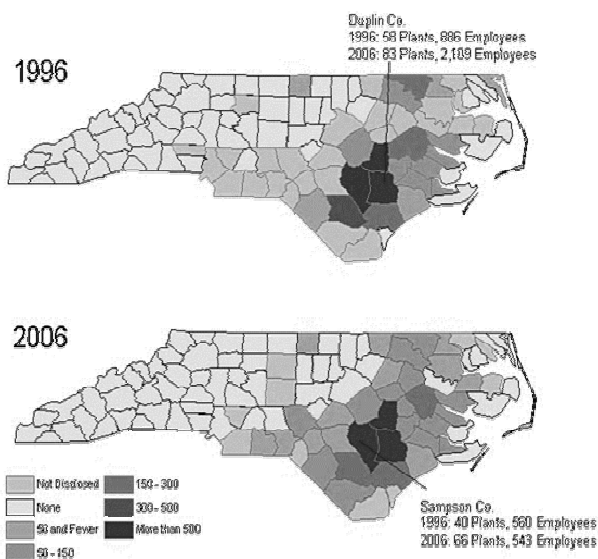 Duplin Co.
1996: 58 Plants, 886 Employees
2006: 83 Plants, 2,109 Employees
1996
2006
Not Disclosed
None
50 and Fewer
50 - 150
150 - 300
300 - 500
More than 500
Sampson Co.
1996: 40 Plants, 560 Employees
2006: 66 Plants, 543 Employees